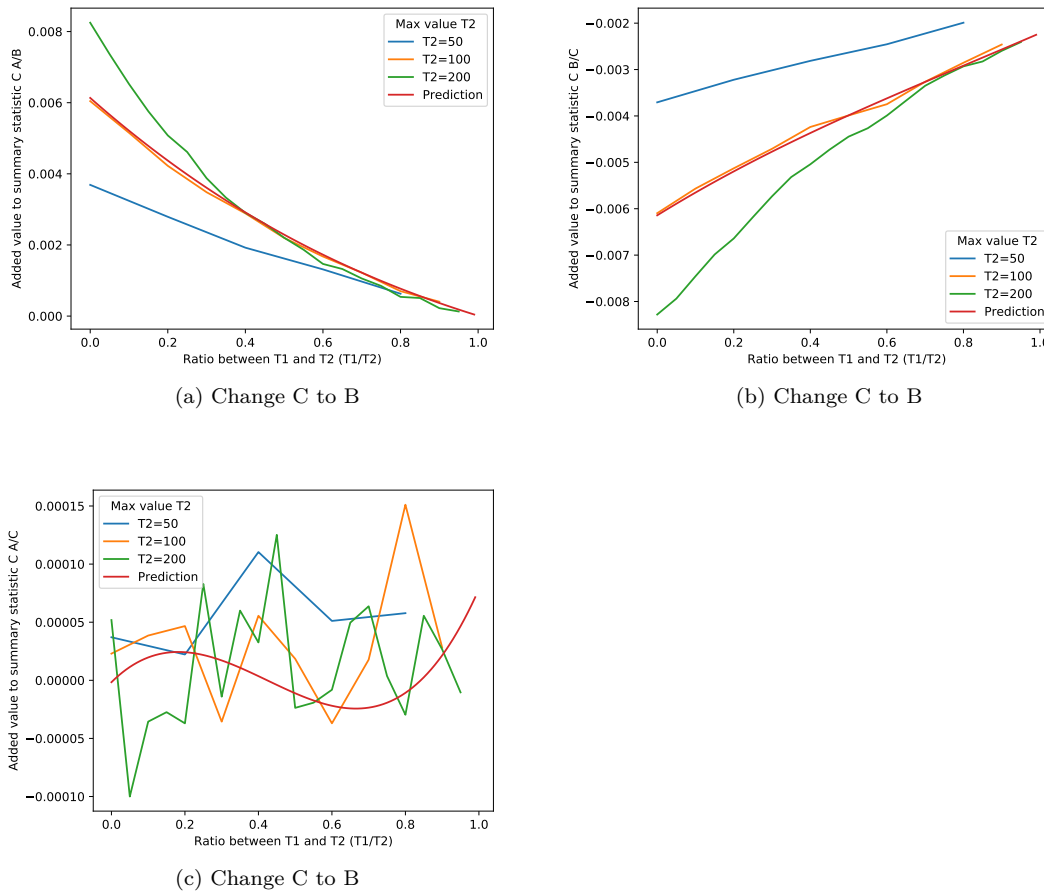 Added value to summary statistic C A/B
0.008
0.006
0.004
0.002
0.000
0.0 0.2 0.4 0.6 0.8 1.0
Ratio between T1 and T2 (T1/T2)
Max value T2
T2=50
T2=100
T2=200
Prediction
(a) Change C to B
Added value to summary statistic C B/C
−0.002
−0.003
−0.004
−0.005
−0.006
−0.007
−0.008
0.0 0.2 0.4 0.6 0.8 1.0
Ratio between T1 and T2 (T1/T2)
Max value T2
T2=50
T2=100
T2=200
Prediction
(b) Change C to B
Added value to summary statistic C A/C
0.00015
0.00010
0.00005
0.00000
−0.00005
−0.00010
0.0 0.2 0.4 0.6 0.8 1.0
Ratio between T1 and T2 (T1/T2)
Max value T2
T2=50
T2=100
T2=200
Prediction
(c) Change C to B